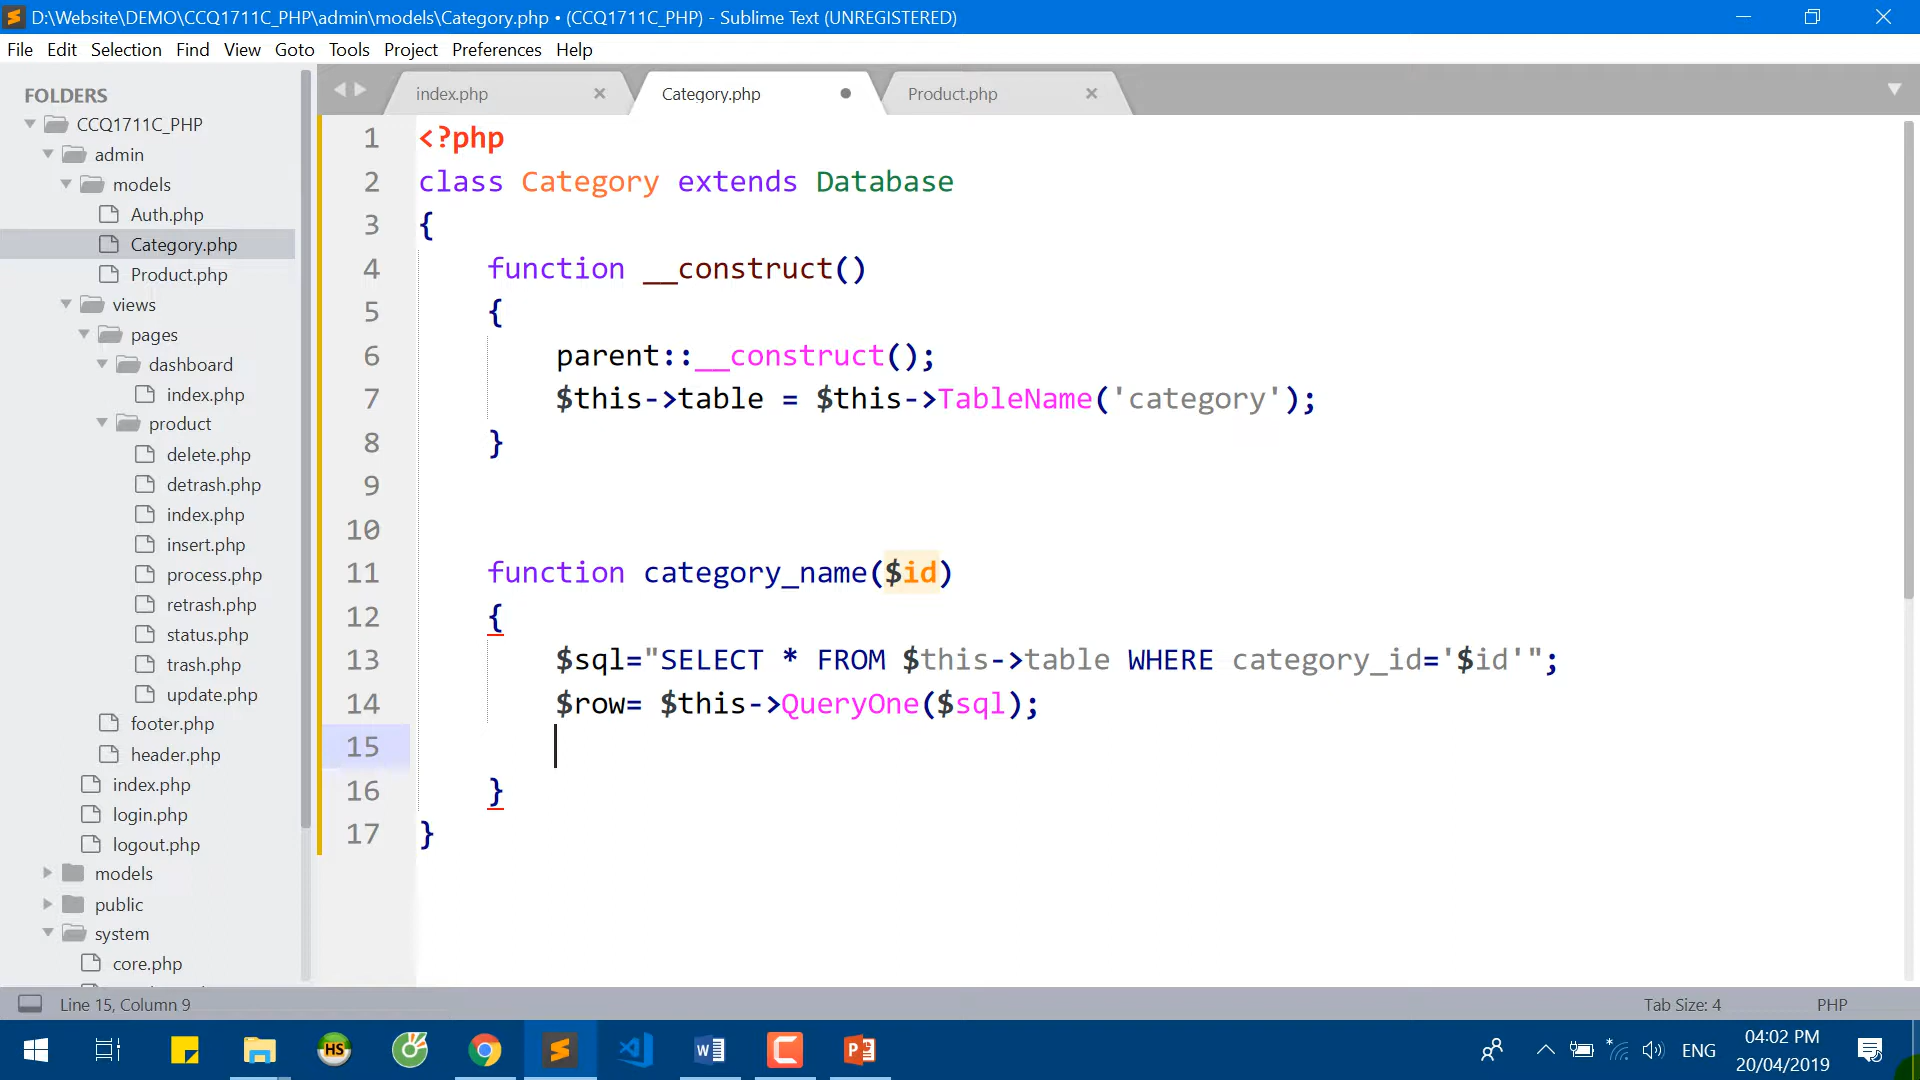 D:\Website\DEMO\CCQ1711C_PHP\admin\models\Category.php • (CCQ1711C_PHP) - Sublime Text (UNREGISTERED)
File Edit Selection Find View Goto Tools Project Preferences Help
FOLDERS
CCQ1711C_PHP
admin
models
Auth.php
Category.php
Product.php
views
pages
dashboard
index.php
product
delete.php
detrash.php
index.php
insert.php
process.php
retrash.php
status.php
trash.php
update.php
footer.php
header.php
index.php
login.php
logout.php
models
public
system
core.php
index.php Category.php Product.php
1 <?php
2 class Category extends Database
3 {
4 function __construct()
5 {
6 parent::__construct();
7 $this->table = $this->TableName('category');
8 }
9
10
11 function category_name($id)
12 {
13 $sql="SELECT * FROM $this->table WHERE category_id='$id'";
14 $row= $this->QueryOne($sql);
15
16 }
17 }
Line 15, Column 9
Tab Size: 4 PHP
HS
ENG
04:02 PM
20/04/2019